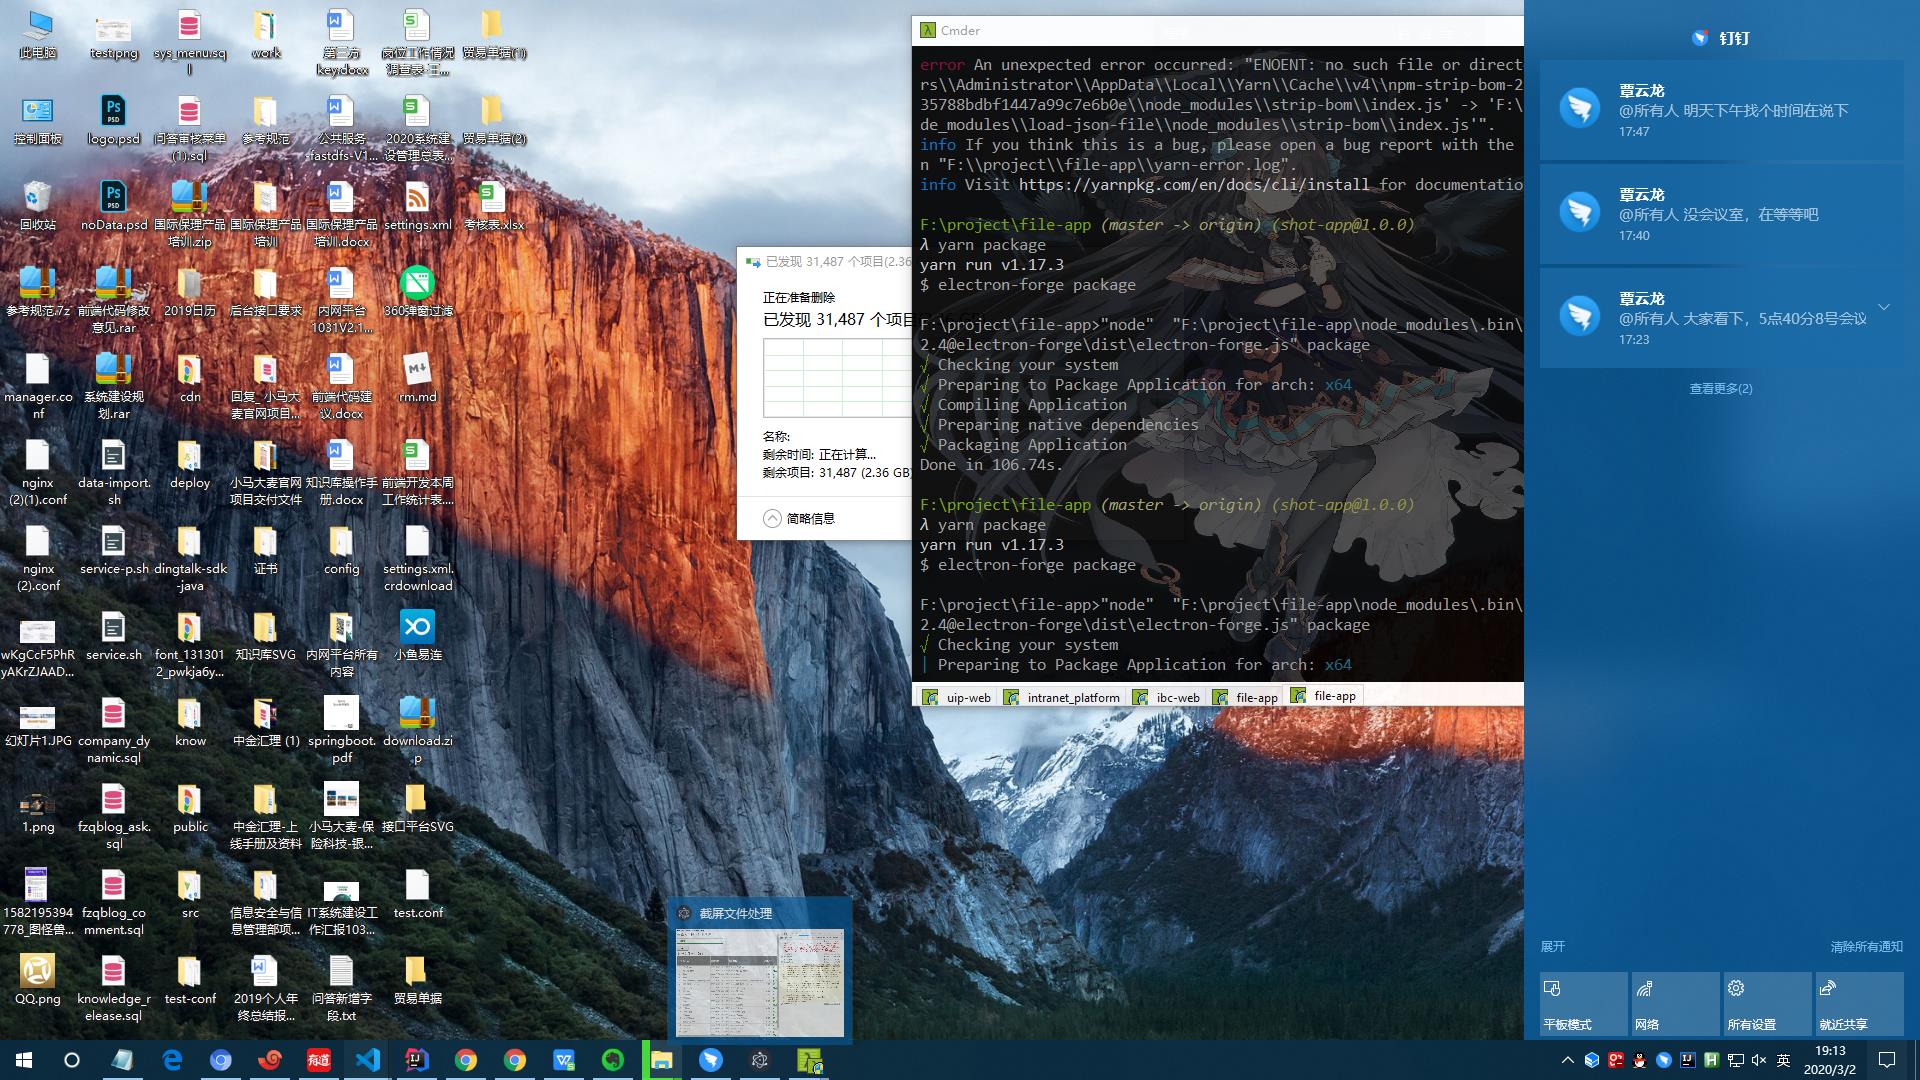 此电脑
test.png
sys_menu.sq
l
work
第三方
key.docx
岗位工作情况
调查表-王...
贸易单据(1)
控制面板
logo.psd
问答审核菜单
(1).sql
参考规范
公共服务
-fastdfs-V1...
2020系统建
设管理总表...
贸易单据(2)
回收站
noData.psd
国际保理产品
培训.zip
国际保理产品
培训
国际保理产品
培训.docx
settings.xml
考核表.xlsx
参考规范.7z
前端代码修改
意见.rar
2019日历
后台接口要求
内网平台
1031V2.1...
360弹窗过滤
manager.co
nf
系统建设规
划.rar
cdn
回复_ 小马大
麦官网项目...
前端代码建
议.docx
rm.md
nginx
(2)(1).conf
data-import.
sh
deploy
小马大麦官网
项目交付文件
知识库操作手
册.docx
前端开发本周
工作统计表....
nginx
(2).conf
service-p.sh
dingtalk-sdk
-java
证书
config
settings.xml.
crdownload
wKgCcF5PhR
yAKrZJAAD...
service.sh
font_131301
2_pwkja6y...
知识库SVG
内网平台所有
内容
小鱼易连
幻灯片1.JPG
company_dy
namic.sql
know
中金汇理 (1)
springboot.
pdf
download.zi
p
1.png
fzqblog_ask.
sql
public
中金汇理-上
线手册及资料
小马大麦-保
险科技-银...
接口平台SVG
1582195394
778_图怪兽...
fzqblog_co
mment.sql
src
信息安全与信
息管理部项...
IT系统建设工
作汇报103...
test.conf
QQ.png
knowledge_r
elease.sql
test-conf
2019个人年
终总结报...
问答新增字
段.txt
贸易单据
已发现 31,487 个项目(2.36
正在准备删除
已发现 31,487 个项目
名称:
剩余时间: 正在计算...
剩余项目: 31,487 (2.36 GB)
简略信息
Cmder
error An unexpected error occurred: "ENOENT: no such file or direct
rs\\Administrator\\AppData\\Local\\Yarn\\Cache\\v4\\npm-strip-bom-2
35788bdbf1447a99c7e6b0e\\node_modules\\strip-bom\\index.js' -> 'F:\
de_modules\\load-json-file\\node_modules\\strip-bom\\index.js'".
info If you think this is a bug, please open a bug report with the
n "F:\\project\\file-app\\yarn-error.log".
info Visit https://yarnpkg.com/en/docs/cli/install for documentatio
F:\project\file-app (master -> origin) (shot-app@1.0.0)
λ yarn package
yarn run v1.17.3
$ electron-forge package
F:\project\file-app>"node"  "F:\project\file-app\node_modules\.bin\
2.4@electron-forge\dist\electron-forge.js" package
√ Checking your system
√ Preparing to Package Application for arch: x64
√ Compiling Application
√ Preparing native dependencies
√ Packaging Application
Done in 106.74s.
F:\project\file-app (master -> origin) (shot-app@1.0.0)
λ yarn package
yarn run v1.17.3
$ electron-forge package
F:\project\file-app>"node"  "F:\project\file-app\node_modules\.bin\
2.4@electron-forge\dist\electron-forge.js" package
√ Checking your system
| Preparing to Package Application for arch: x64
uip-web
intranet_platform
ibc-web
file-app
file-app
钉钉
覃云龙
@所有人 明天下午找个时间在说下
17:47
覃云龙
@所有人 没会议室，在等等吧
17:40
覃云龙
@所有人 大家看下，5点40分8号会议
17:23
查看更多(2)
展开
清除所有通知
平板模式
网络
所有设置
就近共享
截屏文件处理
有道
英
19:13
2020/3/2